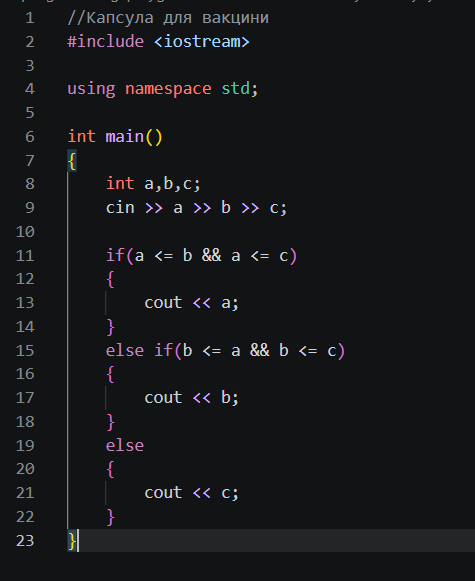 1 //Капсула для вакцини
2 #include <iostream>
3
4 using namespace std;
5
6 int main()
7 {
8     int a,b,c;
9     cin >> a >> b >> c;
10
11     if(a <= b && a <= c)
12     {
13         cout << a;
14     }
15     else if(b <= a && b <= c)
16     {
17         cout << b;
18     }
19     else
20     {
21         cout << c;
22     }
23 }